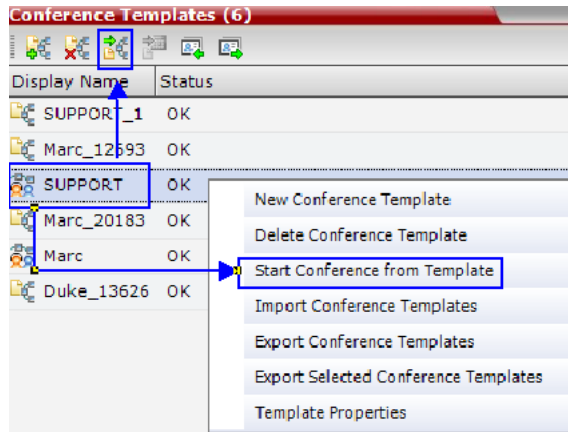 Conference Templates (6)
Display Name Status
SUPPORT_1 OK
Marc_12693 OK
SUPPORT OK
Marc_20183 OK
Marc OK
Duke_13626 OK
New Conference Template
Delete Conference Template
Start Conference from Template
Import Conference Templates
Export Conference Templates
Export Selected Conference Templates
Template Properties